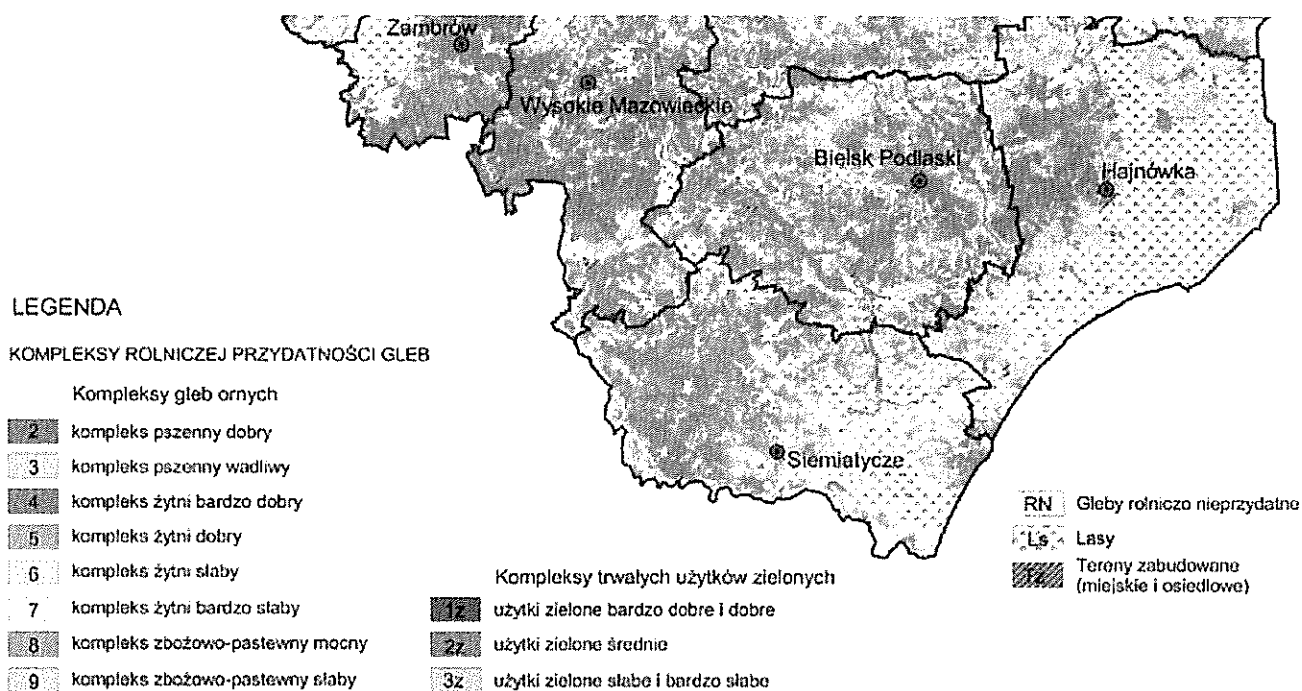 Zambrów
Wysokie Mazowieckie
Bielsk Podlaski
Hajnówka
Siemiatycze
LEGENDA
KOMPLEKSY ROLNICZEJ PRZYDATNOŚCI GLEB
Kompleksy gleb ornych
2 kompleks pszenny dobry
3 kompleks pszenny wadliwy
4 kompleks żytni bardzo dobry
5 kompleks żytni dobry
6 kompleks żytni słaby
7 kompleks żytni bardzo słaby
8 kompleks zbożowo-pastewny mocny
9 kompleks zbożowo-pastewny słaby
Kompleksy trwałych użytków zielonych
1z użytki zielone bardzo dobre i dobre
2z użytki zielone średnie
3z użytki zielone słabe i bardzo słabe
RN Gleby rolniczo nieprzydatne
Ls Lasy
Tz Tereny zabudowane
(miejskie i osiedlowe)